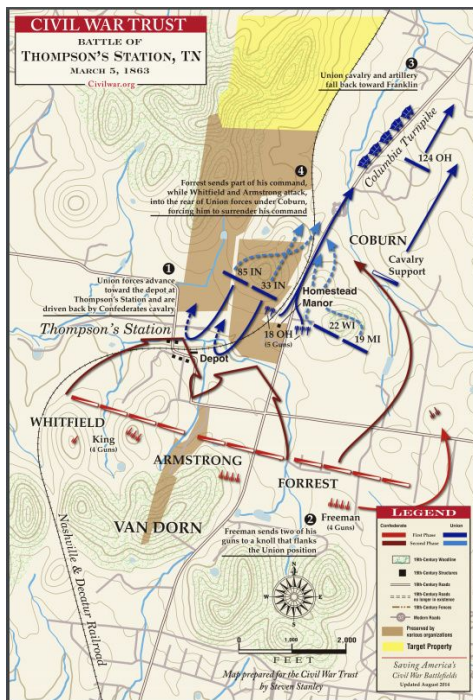 CIVIL WAR TRUST
BATTLE OF
THOMPSON'S STATION, TN
MARCH 5, 1863
Civilwar.org
3
Union cavalry and artillery
fall back toward Franklin
Columbia Turnpike
124 OH
4
Forrest sends part of his command,
while Whitfield and Armstrong attack,
into the rear of Union forces under Coburn,
forcing him to surrender his command
COBURN
Cavalry
Support
1
Union forces advance
toward the depot at
Thompson's Station and are
driven back by Confederates cavalry
85 IN
33 IN
Homestead
Manor
Thompson's Station
18 OH
(5 Guns)
22 WI
19 MI
Depot
WHITFIELD
King
(4 Guns)
ARMSTRONG
FORREST
Freeman
(4 Guns)
VAN DORN
2
Freeman sends two of his
guns to a knoll that flanks
the Union position
Nashville & Decatur Railroad
N
W
E
S
0
1,000
2,000
FEET
Map prepared for the Civil War Trust
by Steven Stanley
LEGEND
Confederate
Union
First Phase
Second Phase
19th-Century Woodline
19th-Century Structures
19th-Century Roads
19th-Century Roads
no longer in existence
19th-Century Fences
Modern Roads
Preserved by
various organizations
Target Property
Saving America's
Civil War Battlefields
Updated August 2014